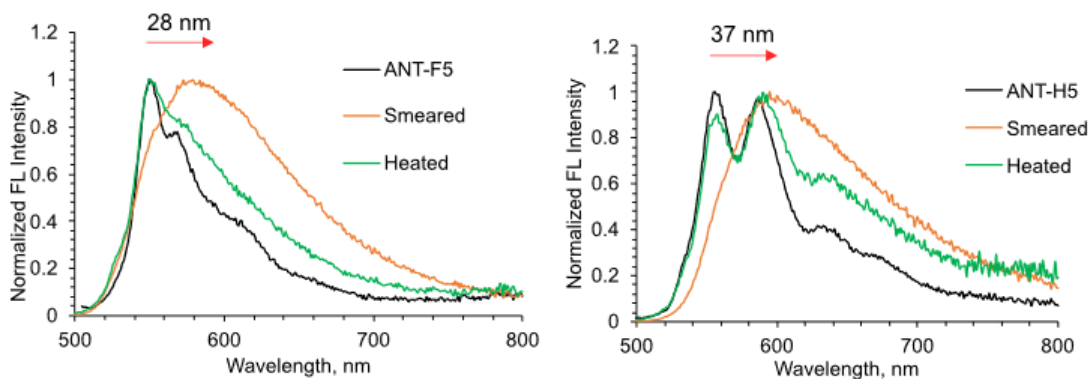 28 nm
1.2
1
0.8
0.6
0.4
0.2
0
500
600
700
800
Normalized FL Intensity
Wavelength, nm
ANT-F5
Smeared
Heated
37 nm
1.2
1
0.8
0.6
0.4
0.2
0
500
600
700
800
Normalized FL Intensity
Wavelength, nm
ANT-H5
Smeared
Heated